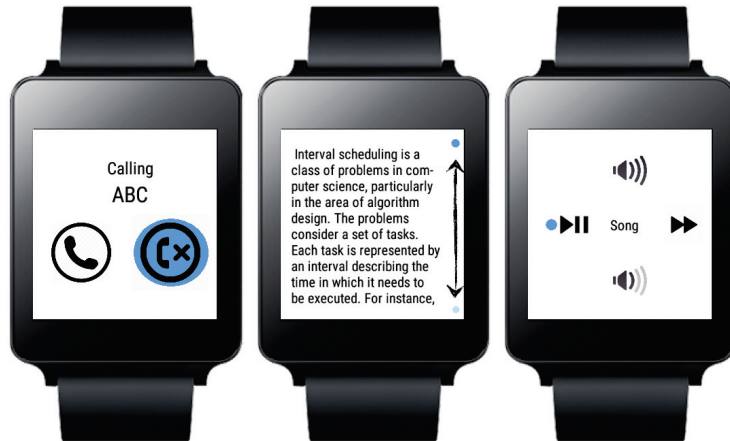 Calling
ABC
Interval scheduling is a
class of problems in com-
puter science, particularly
in the area of algorithm
design. The problems
consider a set of tasks.
Each task is represented by
an interval describing the
time in which it needs to
be executed. For instance,
Song